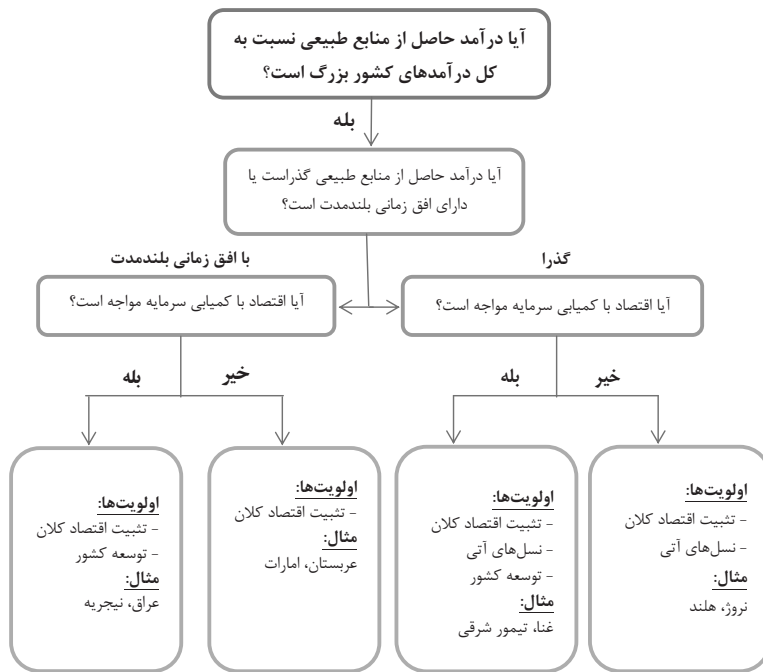 آیا درآمد حاصل از منابع طبیعی نسبت به
کل درآمدهای کشور بزرگ است؟
بله
آیا درآمد حاصل از منابع طبیعی گذراست یا
دارای افق زمانی بلندمدت است؟
گذرا
با افق زمانی بلندمدت
آیا اقتصاد با کمیابی سرمایه مواجه است؟
آیا اقتصاد با کمیابی سرمایه مواجه است؟
خیر
بله
خیر
بله
اولویت‌ها:
- تثبیت اقتصاد کلان
- نسل‌های آتی
مثال:
نروژ، هلند
اولویت‌ها:
- تثبیت اقتصاد کلان
- نسل‌های آتی
- توسعه کشور
مثال:
غنا، تیمور شرقی
اولویت‌ها:
- تثبیت اقتصاد کلان
مثال:
عربستان، امارات
اولویت‌ها:
- تثبیت اقتصاد کلان
- توسعه کشور
مثال:
عراق، نیجریه